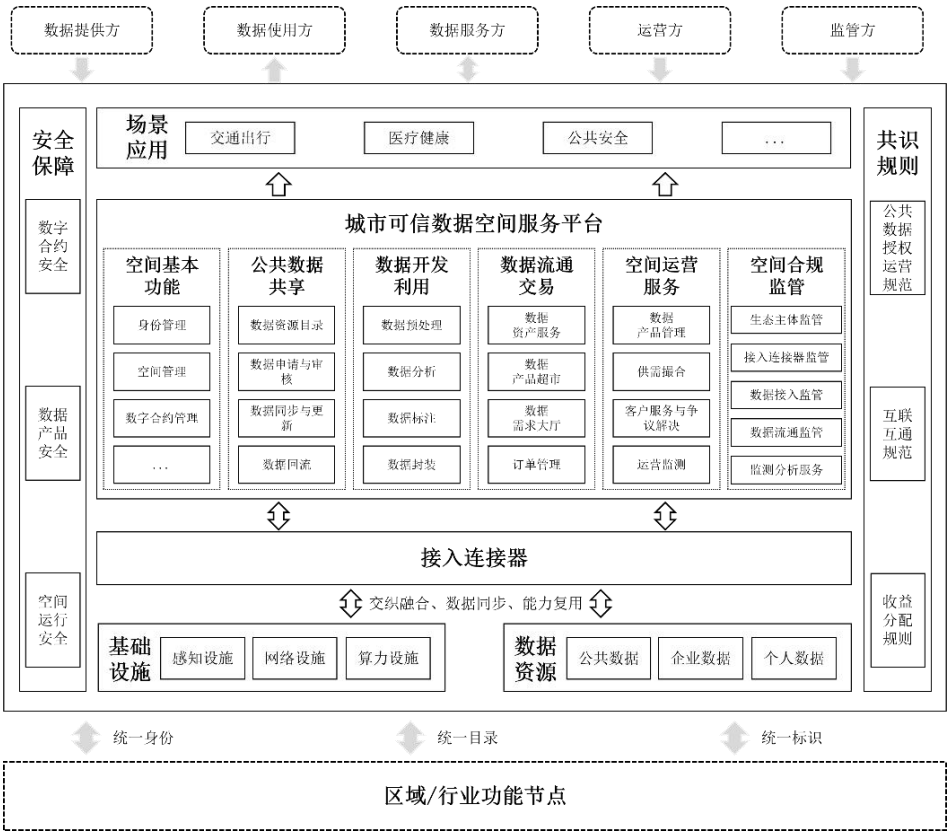 数据提供方
数据使用方
数据服务方
运营方
监管方
安全
保障
数字
合约
安全
数据
产品
安全
空间
运行
安全
场景
应用
交通出行
医疗健康
公共安全
...
城市可信数据空间服务平台
空间基本
功能
身份管理
空间管理
数字合约管理
...
公共数据
共享
数据资源目录
数据申请与审
核
数据同步与更
新
数据回流
数据开发
利用
数据预处理
数据分析
数据标注
数据封装
数据流通
交易
数据
资产服务
数据
产品超市
数据
需求大厅
订单管理
空间运营
服务
数据
产品管理
供需撮合
客户服务与争
议解决
运营监测
空间合规
监管
生态主体监管
接入连接器监管
数据接入监管
数据流通监管
监测分析服务
接入连接器
交织融合、数据同步、能力复用
基础
设施
感知设施
网络设施
算力设施
数据
资源
公共数据
企业数据
个人数据
共识
规则
公共
数据
授权
运营
规范
互联
互通
规范
收益
分配
规则
统一身份
统一目录
统一标识
区域/行业功能节点